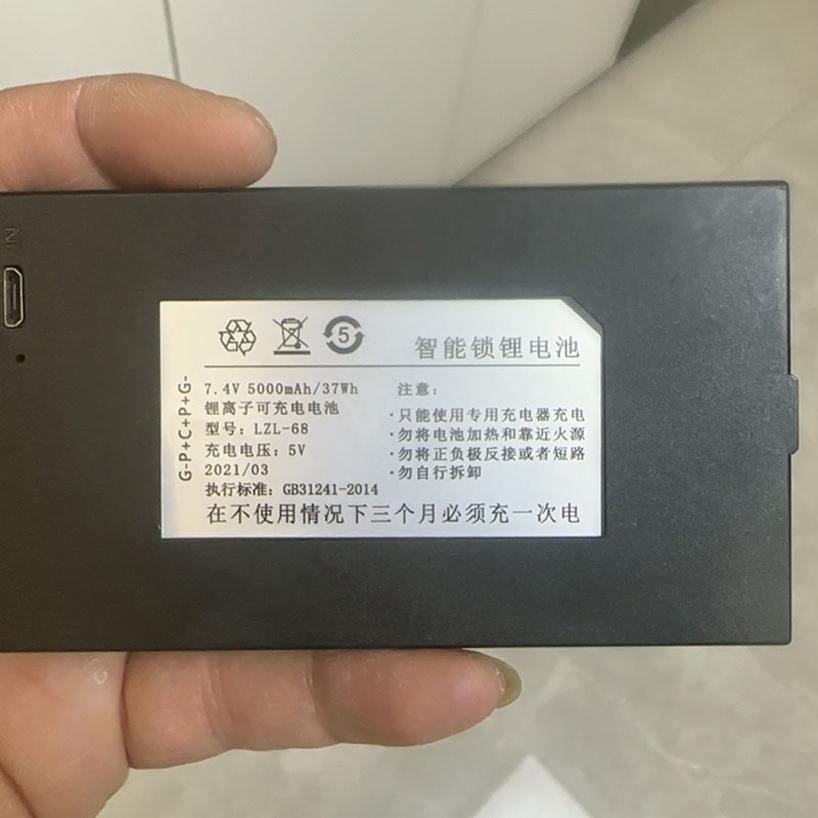 IN
5
智能锁锂电池
G-P+C+P+G-
7.4V 5000mAh/37Wh
锂离子可充电电池
型号：LZL-68
充电电压：5V
2021/03
执行标准：GB31241-2014
注意：
·只能使用专用充电器充电
·勿将电池加热和靠近火源
·勿将正负极反接或者短路
·勿自行拆卸
在不使用情况下三个月必须充一次电